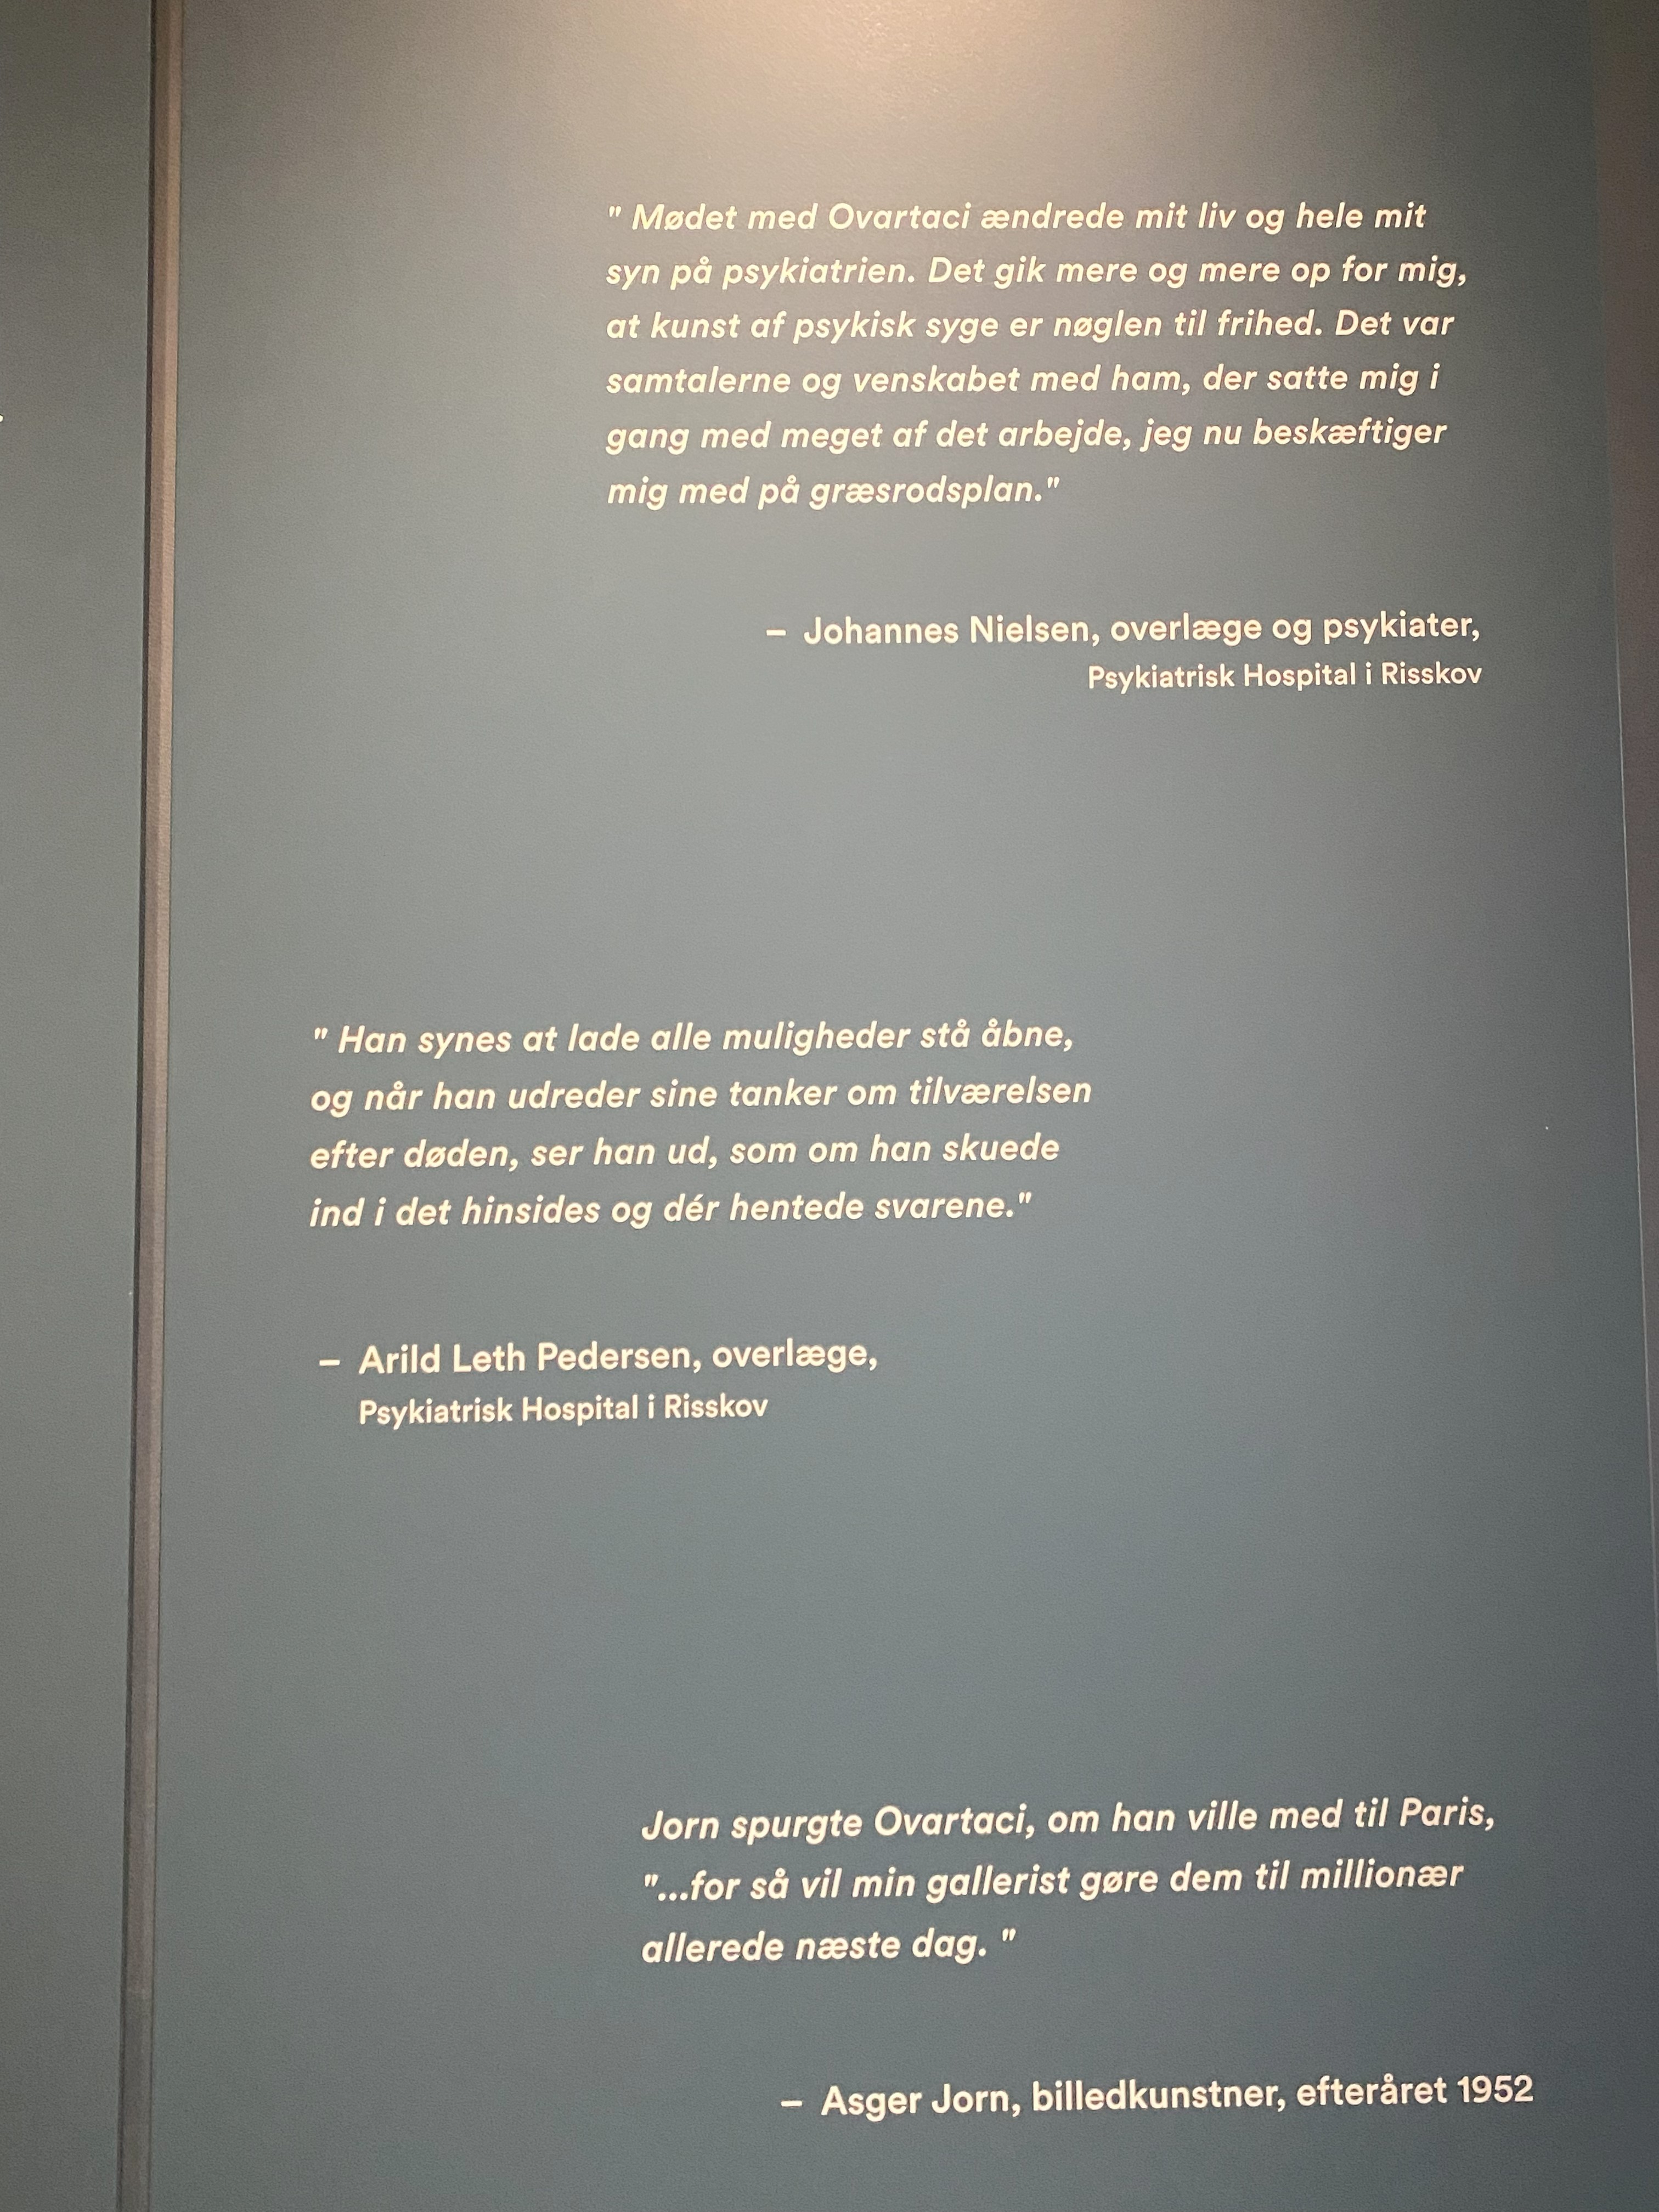 " Mødet med Ovartaci ændrede mit liv og hele mit
syn på psykiatrien. Det gik mere og mere op for mig,
at kunst af psykisk syge er nøglen til frihed. Det var
samtalerne og venskabet med ham, der satte mig i
gang med meget af det arbejde, jeg nu beskæftiger
mig med på græsrodsplan."
– Johannes Nielsen, overlæge og psykiater,
Psykiatrisk Hospital i Risskov
" Han synes at lade alle muligheder stå åbne,
og når han udreder sine tanker om tilværelsen
efter døden, ser han ud, som om han skuede
ind i det hinsides og dér hentede svarene."
– Arild Leth Pedersen, overlæge,
Psykiatrisk Hospital i Risskov
Jorn spurgte Ovartaci, om han ville med til Paris,
"...for så vil min gallerist gøre dem til millionær
allerede næste dag. "
– Asger Jorn, billedkunstner, efteråret 1952